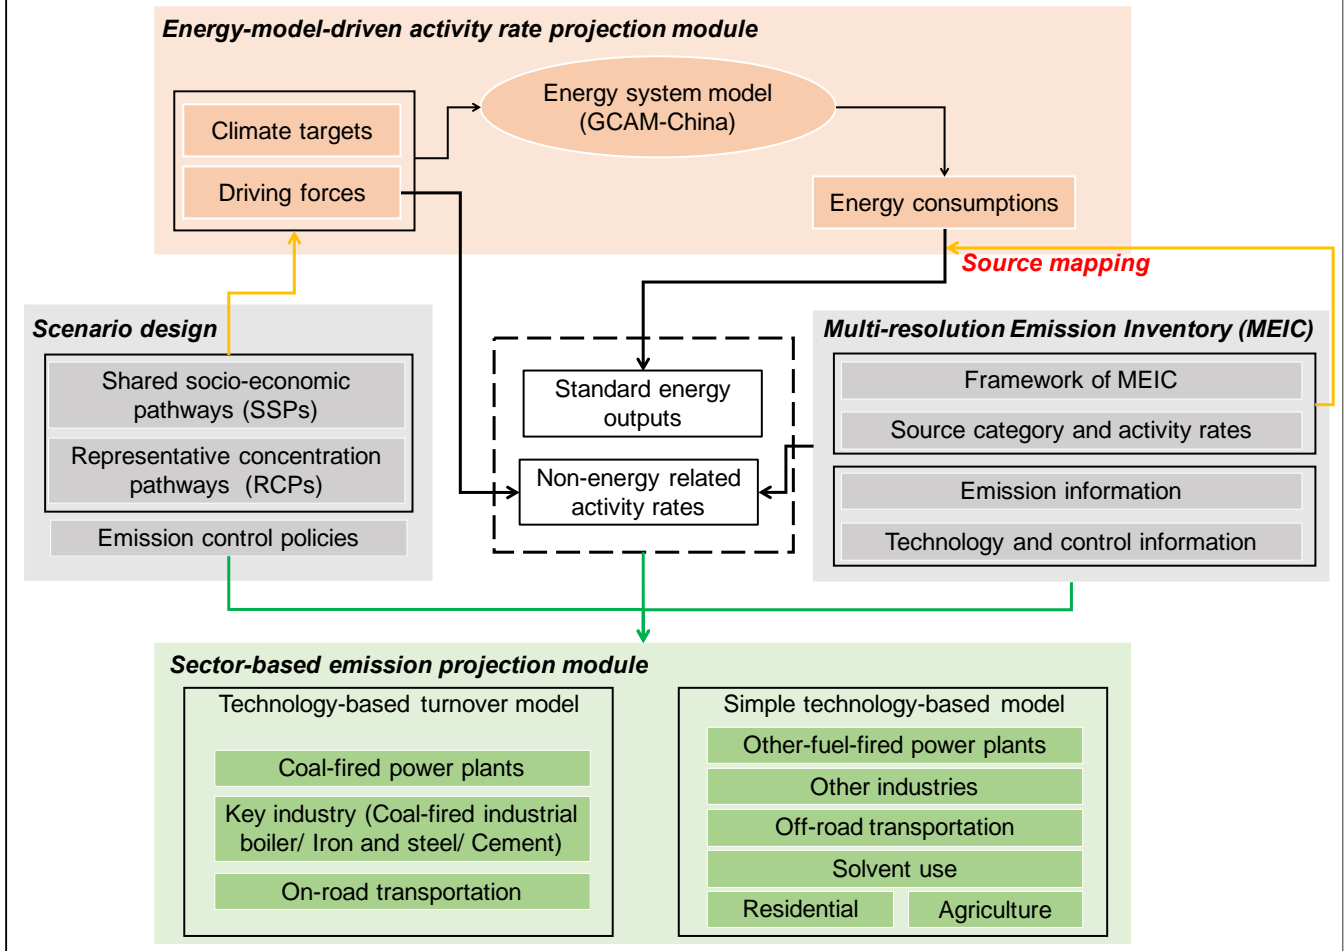 Energy-model-driven activity rate projection module
Climate targets
Driving forces
Energy system model
(GCAM-China)
Energy consumptions
Source mapping
Scenario design
Shared socio-economic
pathways (SSPs)
Representative concentration
pathways (RCPs)
Emission control policies
Standard energy
outputs
Non-energy related
activity rates
Multi-resolution Emission Inventory (MEIC)
Framework of MEIC
Source category and activity rates
Emission information
Technology and control information
Sector-based emission projection module
Technology-based turnover model
Coal-fired power plants
Key industry (Coal-fired industrial
boiler/ Iron and steel/ Cement)
On-road transportation
Simple technology-based model
Other-fuel-fired power plants
Other industries
Off-road transportation
Solvent use
Residential
Agriculture